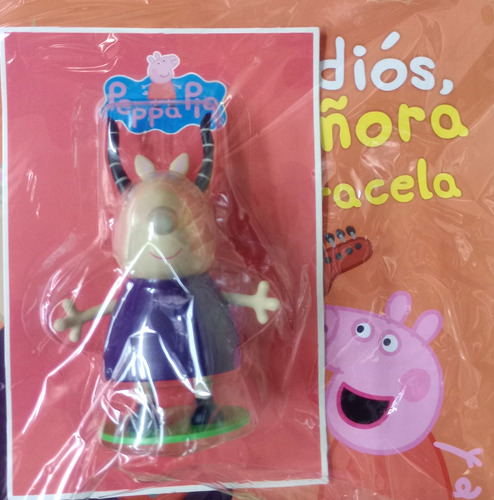 Peppa Pig
diós,
ñora
racela